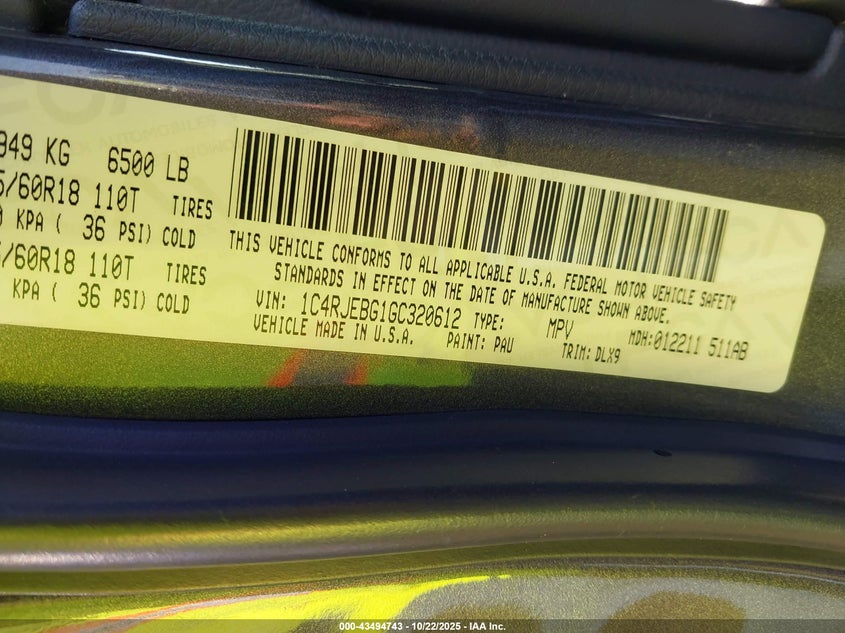 949 KG 6500 LB
5/60R18 110T TIRES
0 KPA ( 36 PSI) COLD
5/60R18 110T TIRES
KPA ( 36 PSI) COLD
THIS VEHICLE CONFORMS TO ALL APPLICABLE U.S.A. FEDERAL MOTOR VEHICLE SAFETY
STANDARDS IN EFFECT ON THE DATE OF MANUFACTURE SHOWN ABOVE.
VIN: 1C4RJEBG1GC320612 TYPE: MPV MDH:012211 511AB
VEHICLE MADE IN U.S.A. PAINT: PAU TRIM: DLX9
000-43494743 - 10/22/2025 - IAA Inc.